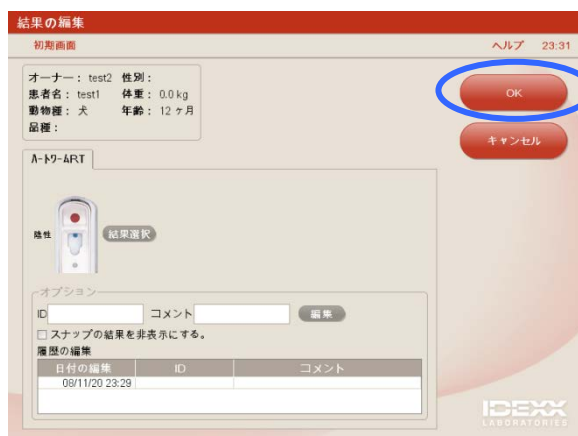 結果の編集
初期画面 ヘルプ 23:31
オーナー： test2 性別：
患者名： test1 体重： 0.0 kg
動物種： 犬 年齢： 12 ヶ月
品種：
OK
キャンセル
ﾊｰﾄﾜｰﾑRT
陰性 結果選択
オプション
ID コメント 編集
スナップの結果を非表示にする。
履歴の編集
日付の編集 ID コメント
08/11/20 23:29
IDEXX
LABORATORIES